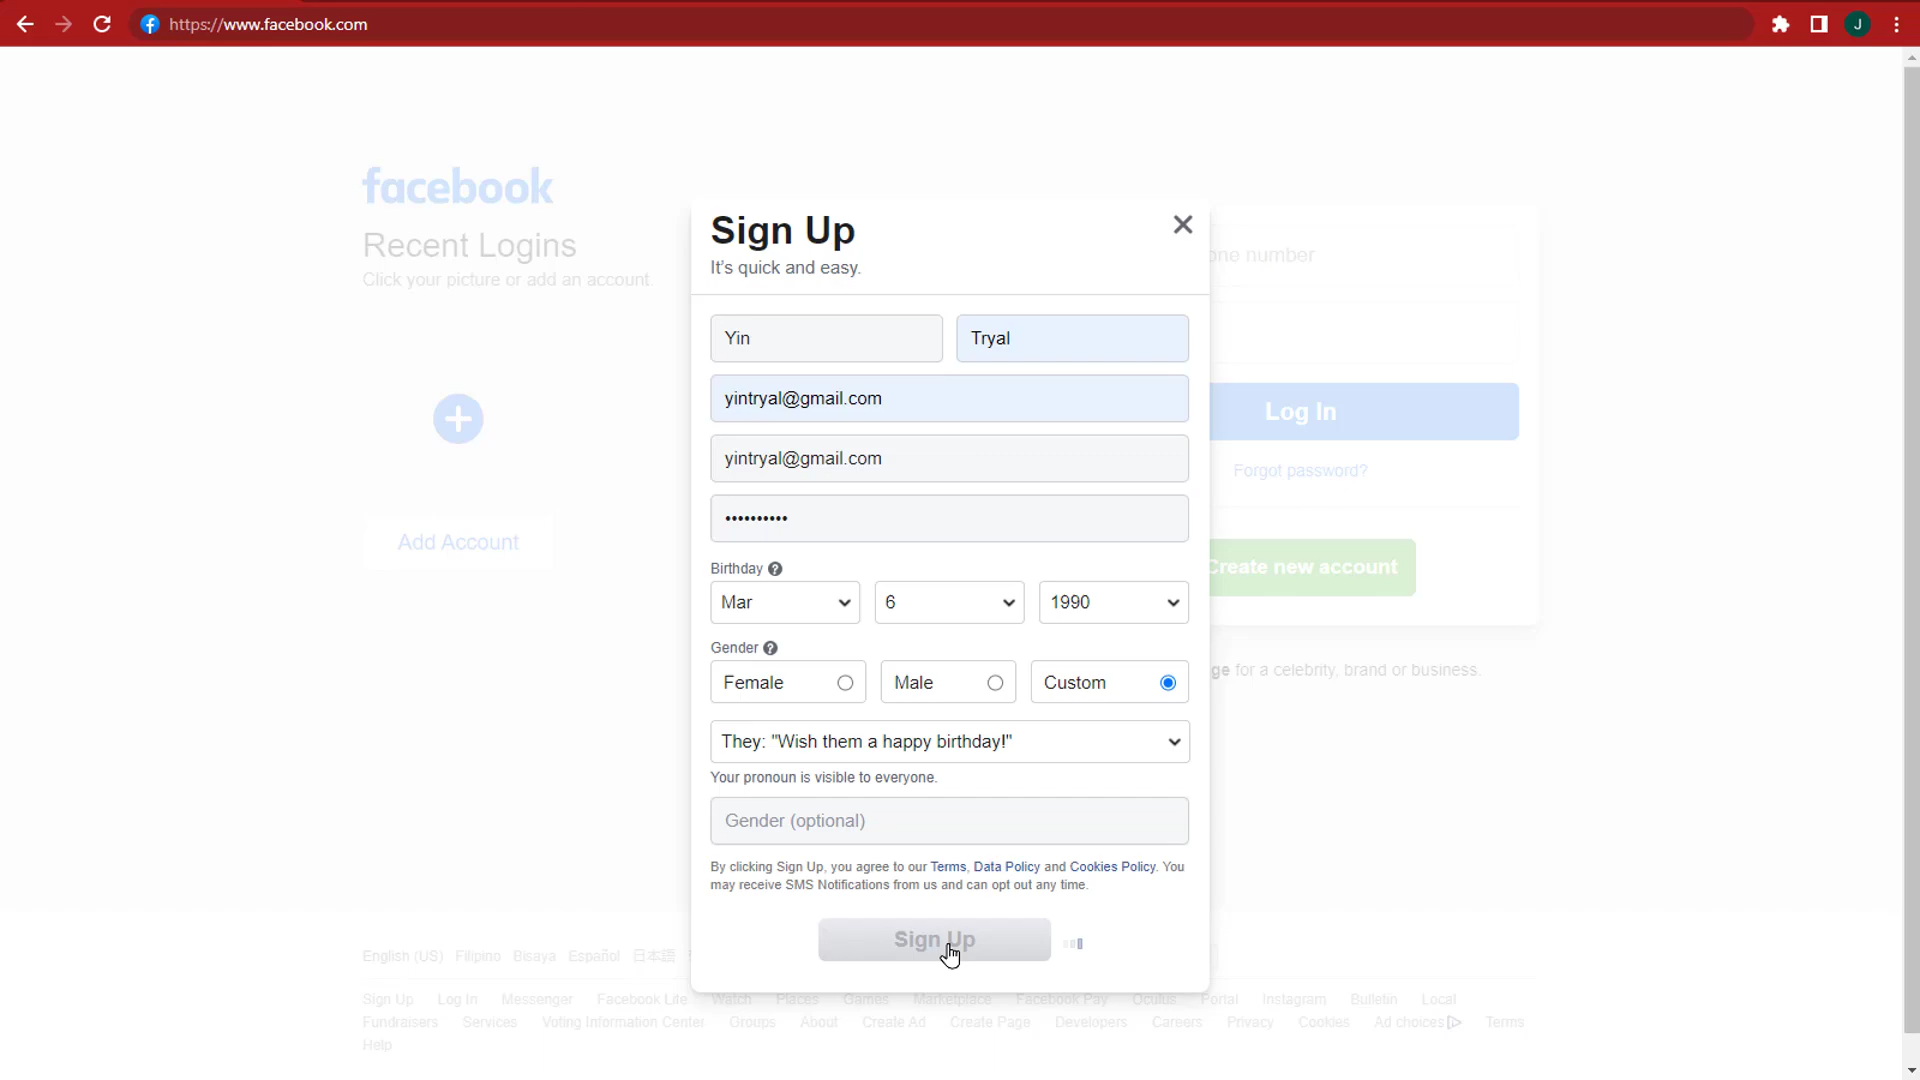 https://www.facebook.com
J
facebook
Recent Logins
Click your picture or add an account.
Add Account
Sign Up
It's quick and easy.
Yin
Tryal
yintryal@gmail.com
yintryal@gmail.com
••••••••••
Birthday
Mar
6
1990
Gender
Female
Male
Custom
They: "Wish them a happy birthday!"
Your pronoun is visible to everyone.
Gender (optional)
By clicking Sign Up, you agree to our Terms, Data Policy and Cookies Policy. You
may receive SMS Notifications from us and can opt out any time.
Sign Up
number
Log In
Forgot password?
Create new account
for a celebrity, brand or business.
English (US) Filipino Bisaya Español 日本語
Sign Up Log In Messenger Facebook Lite Watch Places Games Marketplace Facebook Pay Oculus Portal Instagram Bulletin Local
Fundraisers Services Voting Information Center Groups About Create Ad Create Page Developers Careers Privacy Cookies Ad choices Terms
Help